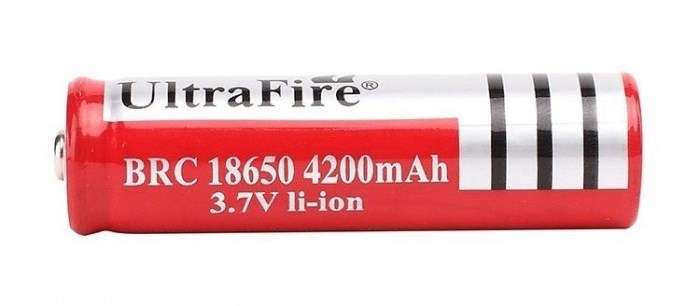 UltraFire®
BRC 18650 4200mAh
3.7V li-ion